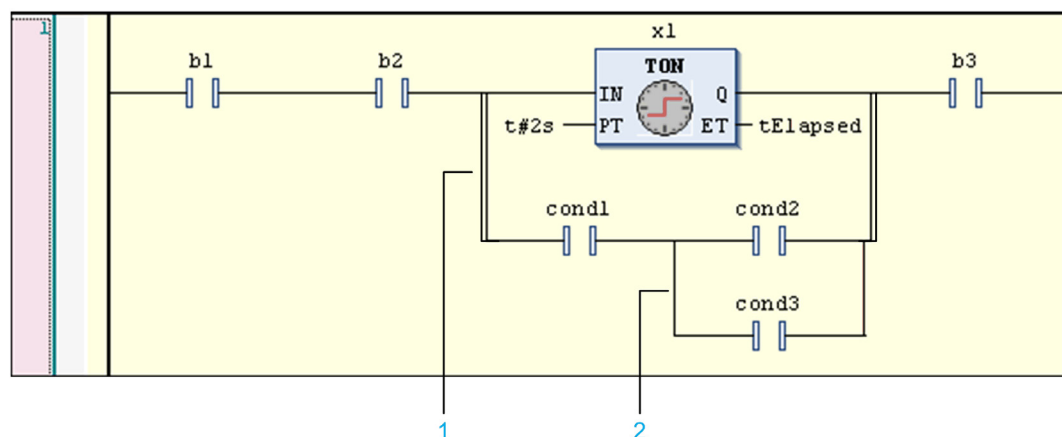 1
x1
b1 b2 TON b3
IN Q
t#2s PT ET tElapsed
cond1 cond2
cond3
1 2